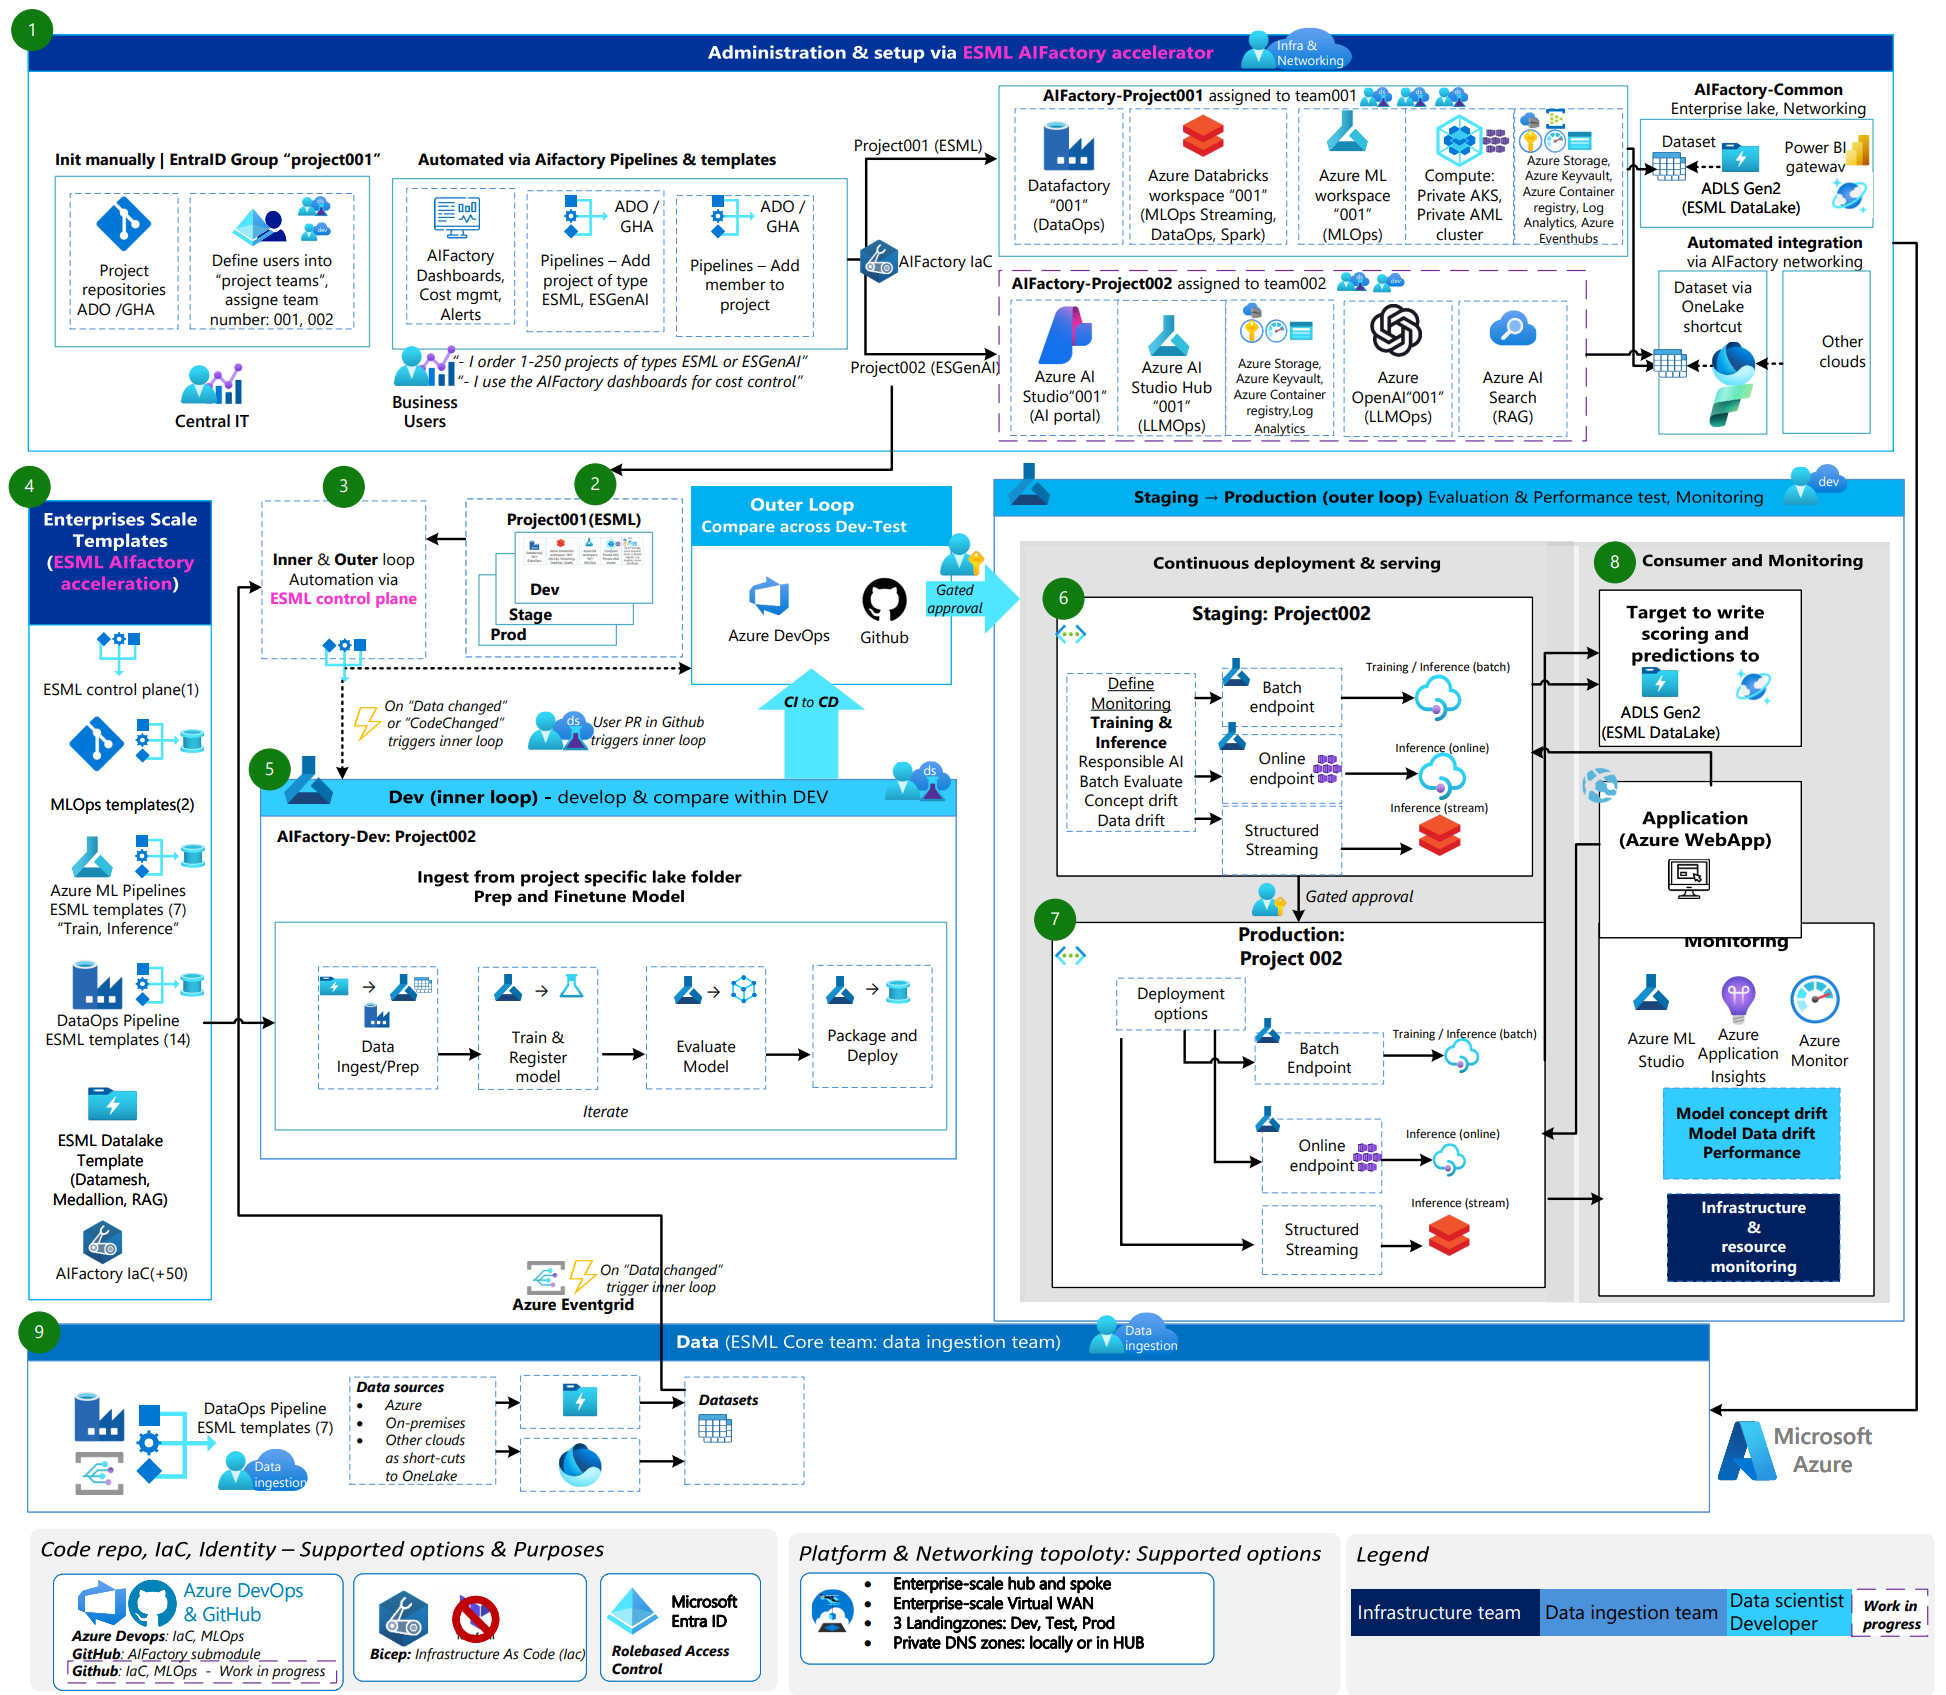 1
Administration & setup via ESML AIFactory accelerator
Infra &
Networking
Init manually | EntraID Group “project001”
Project
repositories
ADO /GHA
Define users into
“project teams”,
assigne team
number: 001, 002
Central IT
Automated via Aifactory Pipelines & templates
AIFactory
Dashboards,
Cost mgmt,
Alerts
ADO /
GHA
Pipelines – Add
project of type
ESML, ESGenAI
ADO /
GHA
Pipelines – Add
member to
project
Business
Users
“- I order 1-250 projects of types ESML or ESGenAI”
“- I use the AIFactory dashboards for cost control”
Project001 (ESML)
AIFactory IaC
Project002 (ESGenAI)
AIFactory-Project001 assigned to team001
ds
ds
ds
Datafactory
“001”
(DataOps)
Azure Databricks
workspace “001”
(MLOps Streaming,
DataOps, Spark)
Azure ML
workspace
“001”
(MLOps)
Compute:
Private AKS,
Private AML
cluster
Azure Storage,
Azure Keyvault,
Azure Container
registry, Log
Analytics, Azure
Eventhubs
AIFactory-Project002 assigned to team002
ds
dev
Azure AI
Studio“001”
(AI portal)
Azure AI
Studio Hub
“001”
(LLMOps)
Azure Storage,
Azure Keyvault,
Azure Container
registry,Log
Analytics
Azure
OpenAI“001”
(LLMOps)
Azure AI
Search
(RAG)
AIFactory-Common
Enterprise lake, Networking
Dataset
Power BI
gateway
ADLS Gen2
(ESML DataLake)
Automated integration
via AIFactory networking
Dataset via
OneLake
shortcut
Other
clouds
4
Enterprises Scale
Templates
(ESML AIfactory
acceleration)
ESML control plane(1)
MLOps templates(2)
Azure ML Pipelines
ESML templates (7)
“Train, Inference”
DataOps Pipeline
ESML templates (14)
ESML Datalake
Template
(Datamesh,
Medallion, RAG)
AIFactory IaC(+50)
3
Inner & Outer loop
Automation via
ESML control plane
2
Project001(ESML)
Dev
Stage
Prod
Outer Loop
Compare across Dev-Test
Azure DevOps
Github
Gated
approval
CI to CD
On “Data changed”
or “CodeChanged”
triggers inner loop
ds
User PR in Github
triggers inner loop
5
Dev (inner loop) - develop & compare within DEV
ds
AIFactory-Dev: Project002
Ingest from project specific lake folder
Prep and Finetune Model
Data
Ingest/Prep
Train &
Register
model
Evaluate
Model
Package and
Deploy
Iterate
Azure Eventgrid
On “Data changed”
trigger inner loop
Staging → Production (outer loop) Evaluation & Performance test, Monitoring
dev
Continuous deployment & serving
6
Staging: Project002
Define
Monitoring
Training &
Inference
Responsible AI
Batch Evaluate
Concept drift
Data drift
Batch
endpoint
Training / Inference (batch)
Online
endpoint
Inference (online)
Structured
Streaming
Inference (stream)
Gated approval
7
Production:
Project 002
Deployment
options
Batch
Endpoint
Training / Inference (batch)
Online
endpoint
Inference (online)
Structured
Streaming
Inference (stream)
8
Consumer and Monitoring
Target to write
scoring and
predictions to
ADLS Gen2
(ESML DataLake)
Application
(Azure WebApp)
Monitoring
Azure ML
Studio
Azure
Application
Insights
Azure
Monitor
Model concept drift
Model Data drift
Performance
Infrastructure
&
resource
monitoring
9
Data (ESML Core team: data ingestion team)
Data
ingestion
DataOps Pipeline
ESML templates (7)
Data
ingestion
Data sources
• Azure
• On-premises
• Other clouds
as short-cuts
to OneLake
Datasets
Microsoft
Azure
Code repo, IaC, Identity – Supported options & Purposes
Azure DevOps
& GitHub
Azure Devops: IaC, MLOps
GitHub: AIFactory submodule
Github: IaC, MLOps - Work in progress
Bicep: Infrastructure As Code (Iac)
Microsoft
Entra ID
Rolebased Access
Control
Platform & Networking topoloty: Supported options
• Enterprise-scale hub and spoke
• Enterprise-scale Virtual WAN
• 3 Landingzones: Dev, Test, Prod
• Private DNS zones: locally or in HUB
Legend
Infrastructure team
Data ingestion team
Data scientist
Developer
Work in
progress